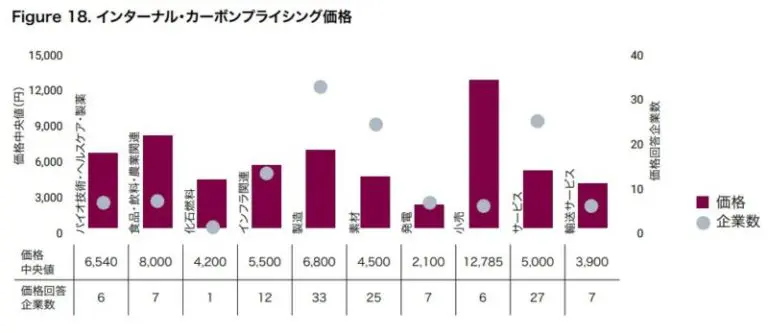 Figure 18. インターナル・カーボンプライシング価格
価格中央値(円)
15,000
12,000
9,000
6,000
3,000
0
バイオ技術・ヘルスケア・製薬
食品・飲料・農業関連
化石燃料
インフラ関連
製造
素材
発電
小売
サービス
輸送サービス
40
30
20
10
0
価格回答企業数
価格
企業数
価格中央値 6,540 8,000 4,200 5,500 6,800 4,500 2,100 12,785 5,000 3,900
価格回答企業数 6 7 1 12 33 25 7 6 27 7